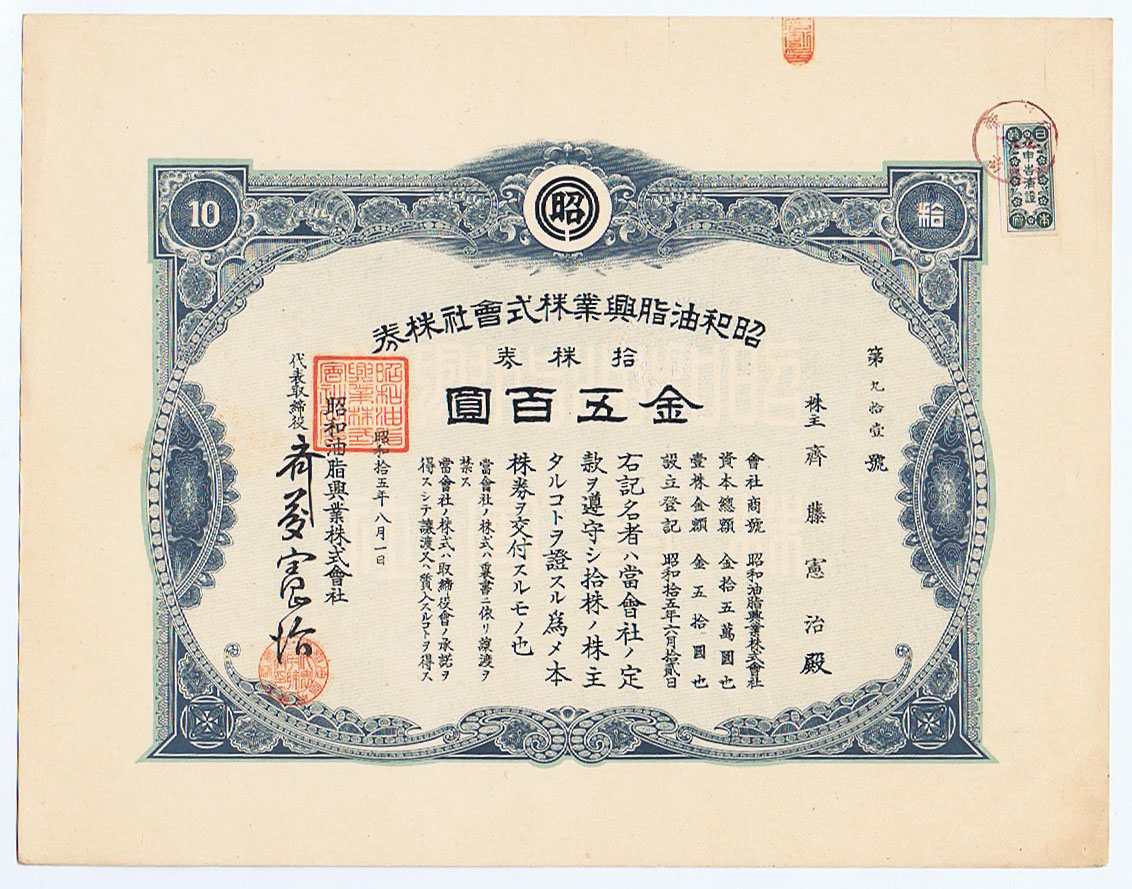 昭
10
拾
昭和油脂興業株式會社株券
拾株券
金五百圓
第九拾壹號
株主 齊藤憲治殿
會社商號 昭和油脂興業株式會社
資本總額 金拾五萬圓也
壹株金額 金五拾圓也
設立登記 昭和拾五年六月拾貳日
右記名者ハ當會社ノ定
款ヲ遵守シ拾株ノ株主
タルコトヲ證スル爲メ本
株券ヲ交付スルモノ也
當會社ノ株式ハ裏書ニ依リ讓渡ヲ
禁ス
當會社ノ株式ハ取締役會ノ承諾ヲ
得スシテ讓渡又ハ質入スルコトヲ得ス
昭和拾五年八月一日
昭和油脂興業株式會社
代表取締役 齊藤憲治